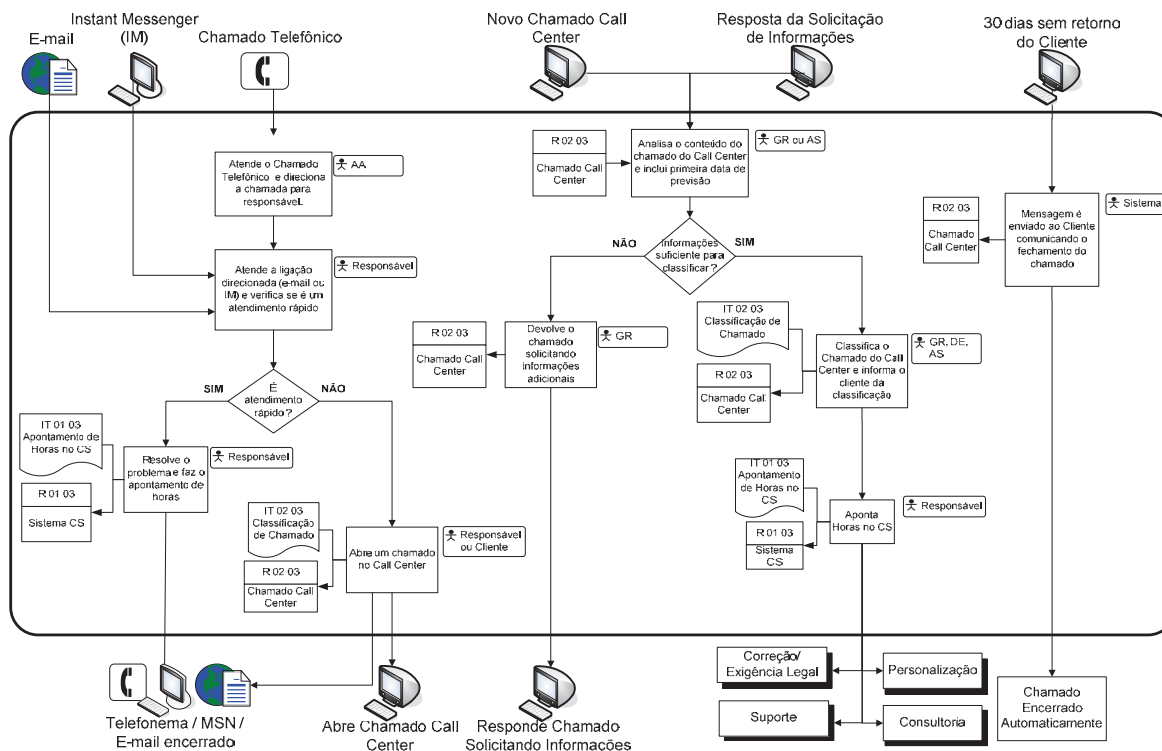 E-mail
Instant Messenger
(IM)
Chamado Telefônico
Novo Chamado Call
Center
Resposta da Solicitação
de Informações
30 dias sem retorno
do Cliente
Atende o Chamado
Telefônico e direciona
a chamada para
responsável.
AA
Atende a ligação
direcionada (e-mail ou
IM) e verifica se é um
atendimento rápido
Responsável
SIM
É
atendimento
rápido?
NÃO
IT 01 03
Apontamento de
Horas no CS
R 01 03
Sistema CS
Resolve o
problema e faz o
apontamento de
horas
Responsável
IT 02 03
Classificação
de Chamado
R 02 03
Chamado Call
Center
Abre um chamado
no Call Center
Responsável
ou Cliente
R 02 03
Chamado Call
Center
Analisa o conteúdo do
chamado do Call Center
e inclui primeira data de
previsão
GR ou AS
NÃO
Informações
suficiente para
classificar?
SIM
R 02 03
Chamado Call
Center
Devolve o
chamado
solicitando
informações
adicionais
GR
IT 02 03
Classificação de
Chamado
R 02 03
Chamado Call
Center
Classifica o
Chamado do Call
Center e informa o
cliente da
classificação
GR, DE,
AS
IT 01 03
Apontamento
de Horas no
CS
R 01 03
Sistema
CS
Aponta
Horas no CS
Responsável
R 02 03
Chamado
Call Center
Mensagem é
enviado ao Cliente
comunicando o
fechamento do
chamado
Sistema
Telefonema / MSN /
E-mail encerrado
Abre Chamado Call
Center
Responde Chamado
Solicitando Informações
Correção/
Exigência Legal
Personalização
Suporte
Consultoria
Chamado
Encerrado
Automaticamente